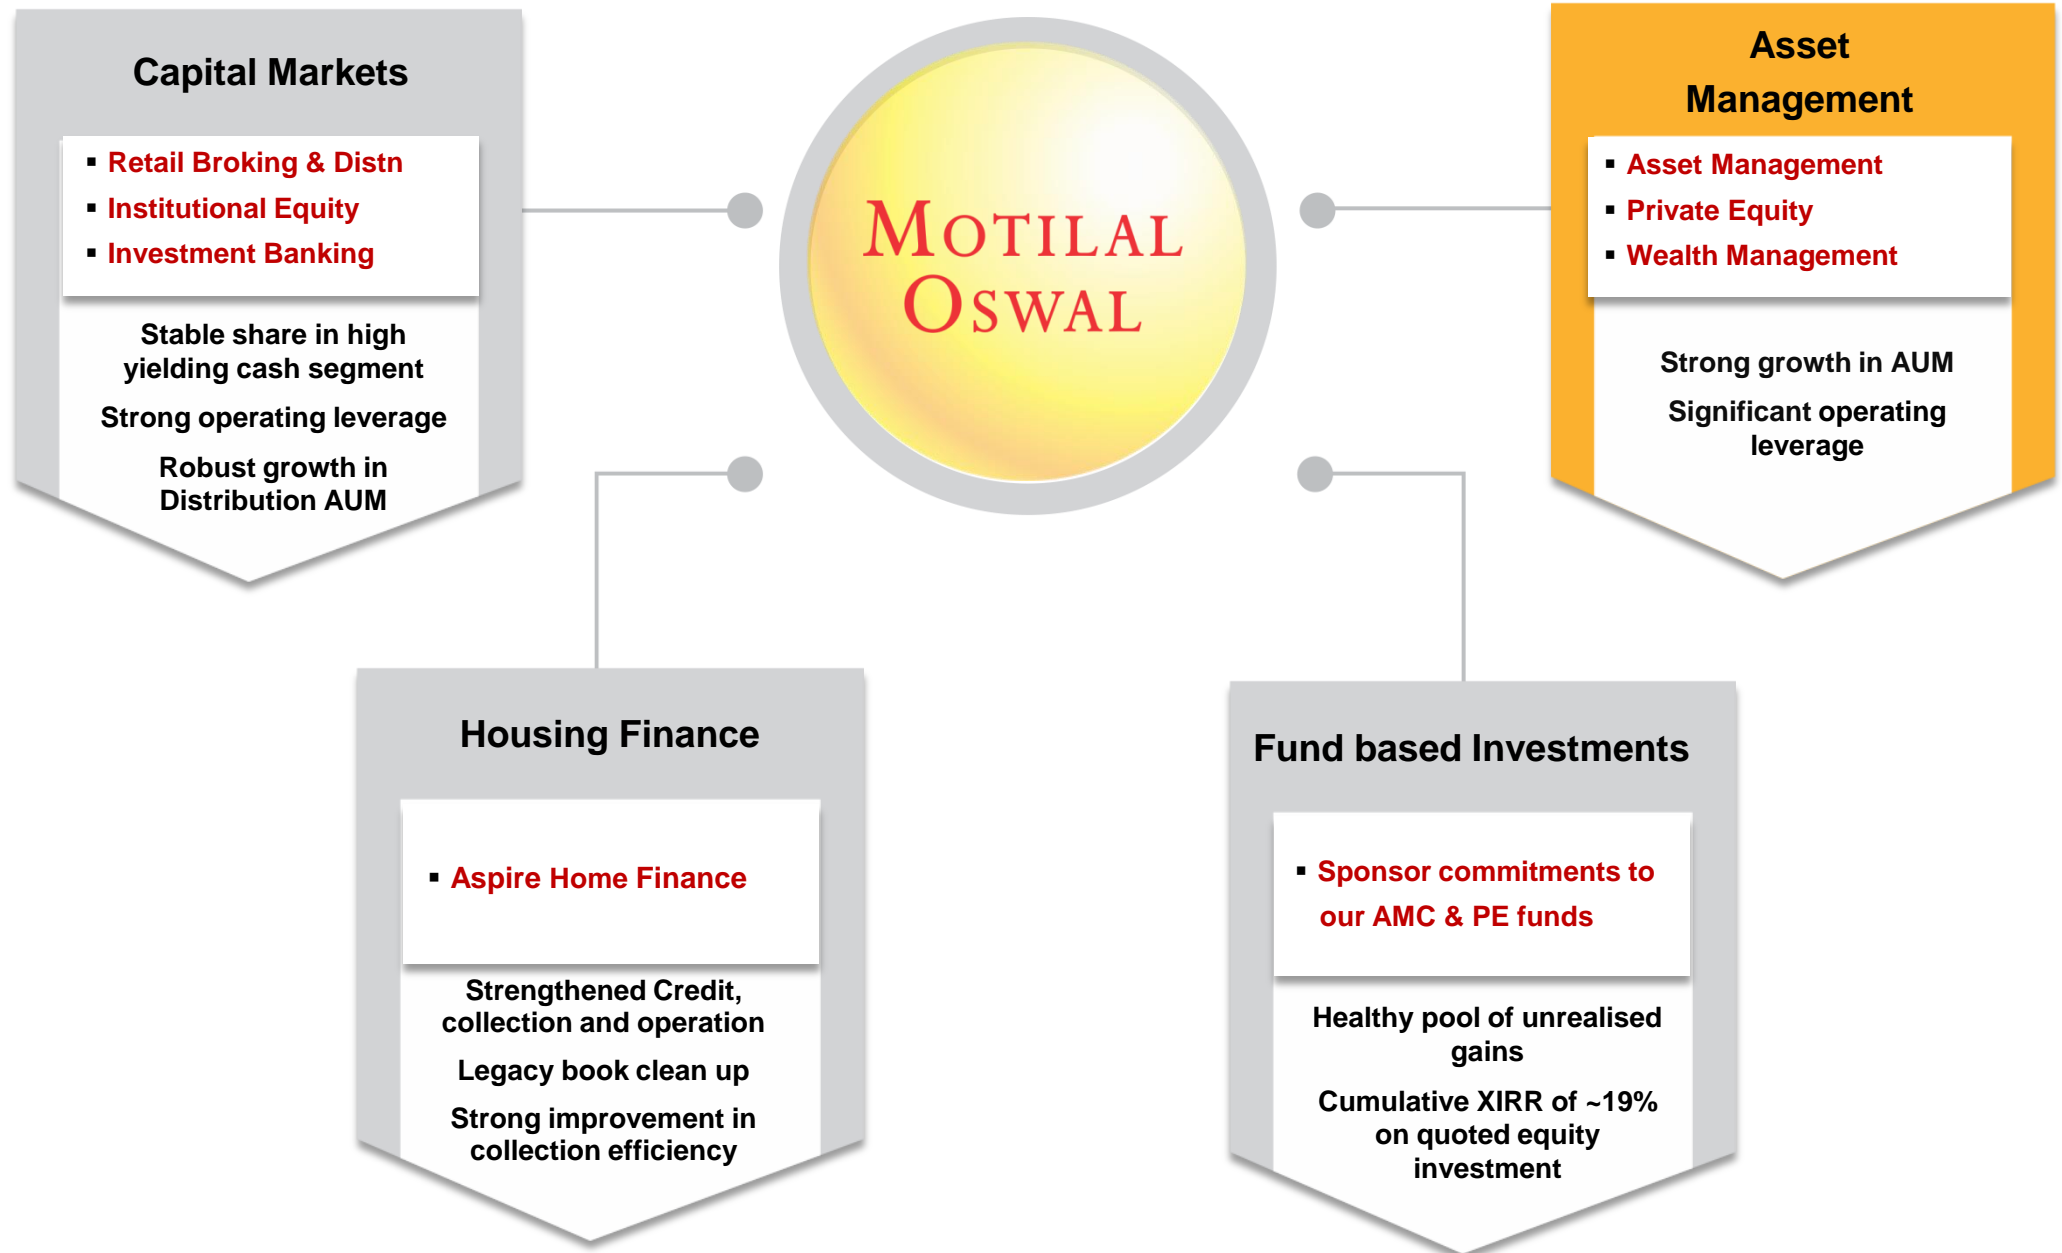 Capital Markets
▪ Retail Broking & Distn
▪ Institutional Equity
▪ Investment Banking
Stable share in high
yielding cash segment
Strong operating leverage
Robust growth in
Distribution AUM
MOTILAL
OSWAL
Asset
Management
▪ Asset Management
▪ Private Equity
▪ Wealth Management
Strong growth in AUM
Significant operating
leverage
Housing Finance
▪ Aspire Home Finance
Strengthened Credit,
collection and operation
Legacy book clean up
Strong improvement in
collection efficiency
Fund based Investments
▪ Sponsor commitments to
our AMC & PE funds
Healthy pool of unrealised
gains
Cumulative XIRR of ~19%
on quoted equity
investment